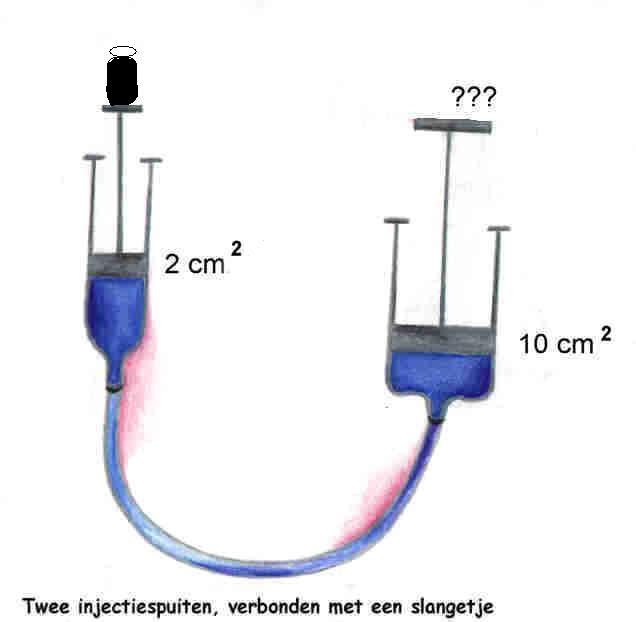 ???
2 cm²
10 cm²
Twee injectiespuiten, verbonden met een slangetje